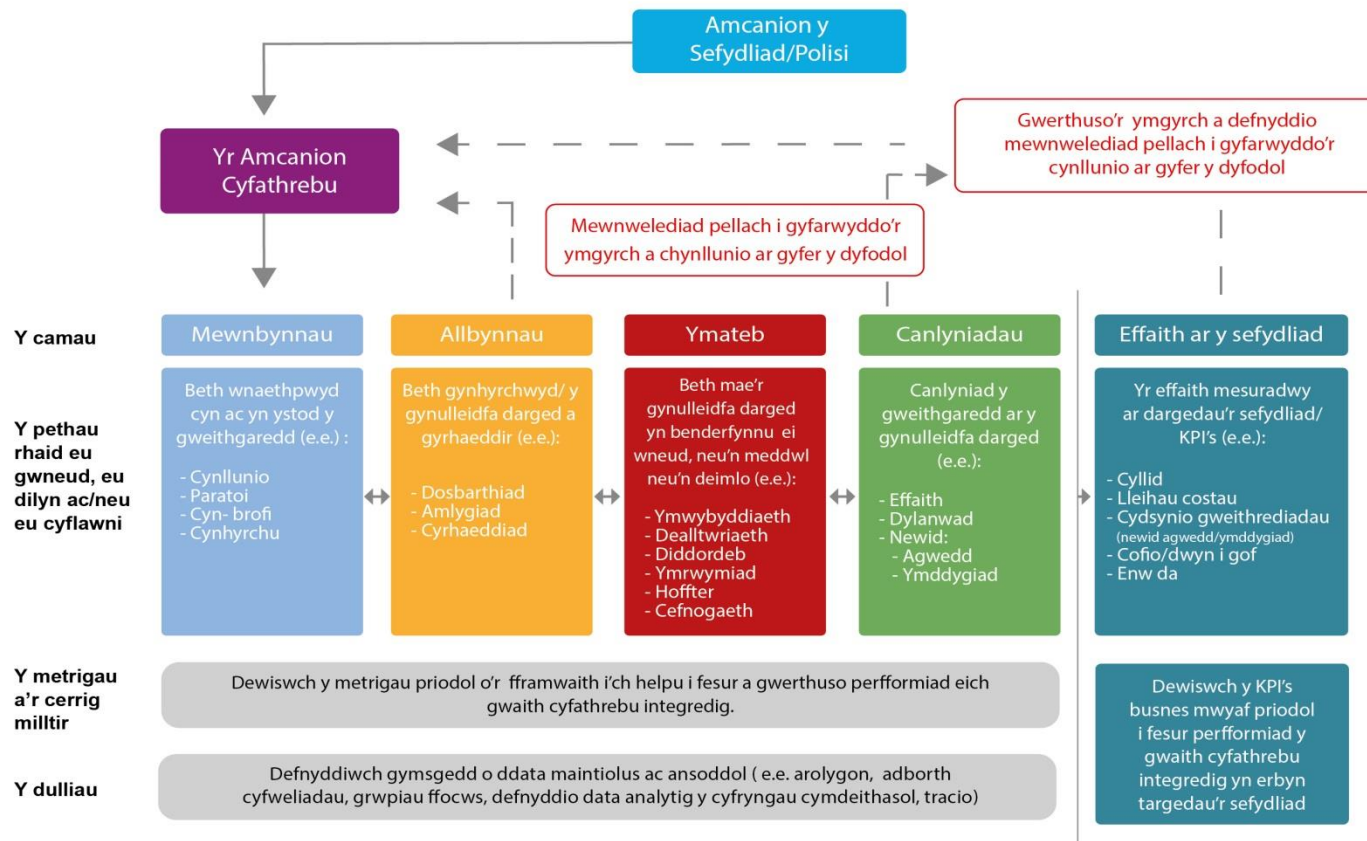 Amcanion y
Sefydliad/Polisi
Gwerthuso'r ymgyrch a defnyddio
mewnwelediad pellach i gyfarwyddo'r
cynllunio ar gyfer y dyfodol
Yr Amcanion
Cyfathrebu
Mewnwelediad pellach i gyfarwyddo'r
ymgyrch a chynllunio ar gyfer y dyfodol
Y camau
Mewnbynnau
Allbynnau
Ymateb
Canlyniadau
Effaith ar y sefydliad
Y pethau
rhaid eu
gwneud, eu
dilyn ac/neu
eu cyflawni
Beth wnaethpwyd
cyn ac yn ystod y
gweithgaredd (e.e.) :
- Cynllunio
- Paratoi
- Cyn- brofi
- Cynhyrchu
Beth gynhyrchwyd/ y
gynulleidfa darged a
gyrhaeddir (e.e.):
- Dosbarthiad
- Amlygiad
- Cyrhaeddiad
Beth mae'r
gynulleidfa darged
yn benderfynnu ei
wneud, neu'n meddwl
neu'n deimlo (e.e.):
- Ymwybyddiaeth
- Dealltwriaeth
- Diddordeb
- Ymrwymiad
- Hoffter
- Cefnogaeth
Canlyniad y
gweithgaredd ar y
gynulleidfa darged
(e.e.):
- Effaith
- Dylanwad
- Newid:
- Agwedd
- Ymddygiad
Yr effaith mesuradwy
ar dargedau'r sefydliad/
KPI's (e.e.):
- Cyllid
- Lleihau costau
- Cydsynio gweithrediadau
(newid agwedd/ymddygiad)
- Cofio/dwyn i gof
- Enw da
Y metrigau
a'r cerrig
milltir
Dewiswch y metrigau priodol o'r fframwaith i'ch helpu i fesur a gwerthuso perfformiad eich
gwaith cyfathrebu integredig.
Dewiswch y KPI's
busnes mwyaf priodol
i fesur perfformiad y
gwaith cyfathrebu
integredig yn erbyn
targedau'r sefydliad
Y dulliau
Defnyddiwch gymsgedd o ddata maintiolus ac ansoddol ( e.e. arolygon, adborth
cyfweliadau, grwpiau ffocws, defnyddio data analytig y cyfryngau cymdeithasol, tracio)